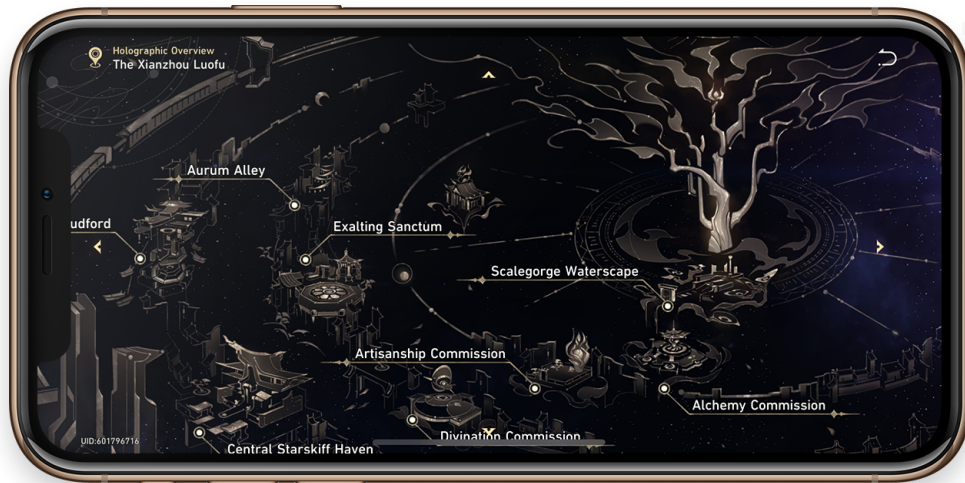 Holographic Overview
The Xianzhou Luofu
Aurum Alley
udford
Exalting Sanctum
Scalegorge Waterscape
Artisanship Commission
Alchemy Commission
Divination Commission
UID:601796716
Central Starskiff Haven